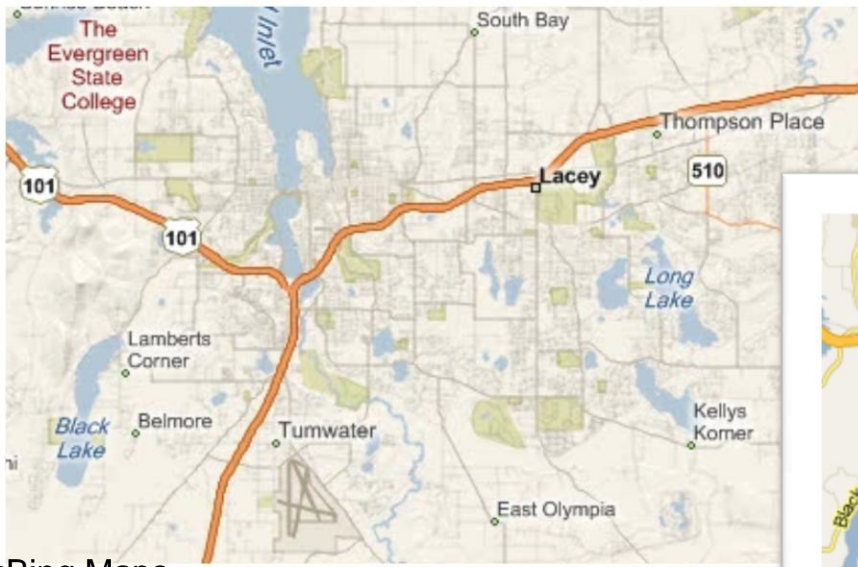 South Bay
The
Evergreen
State
College
Inlet
Thompson Place
Lacey
510
101
101
Long
Lake
Lamberts
Corner
Black
Lake
Belmore
Tumwater
Kellys
Korner
East Olympia
Black
Bing Maps